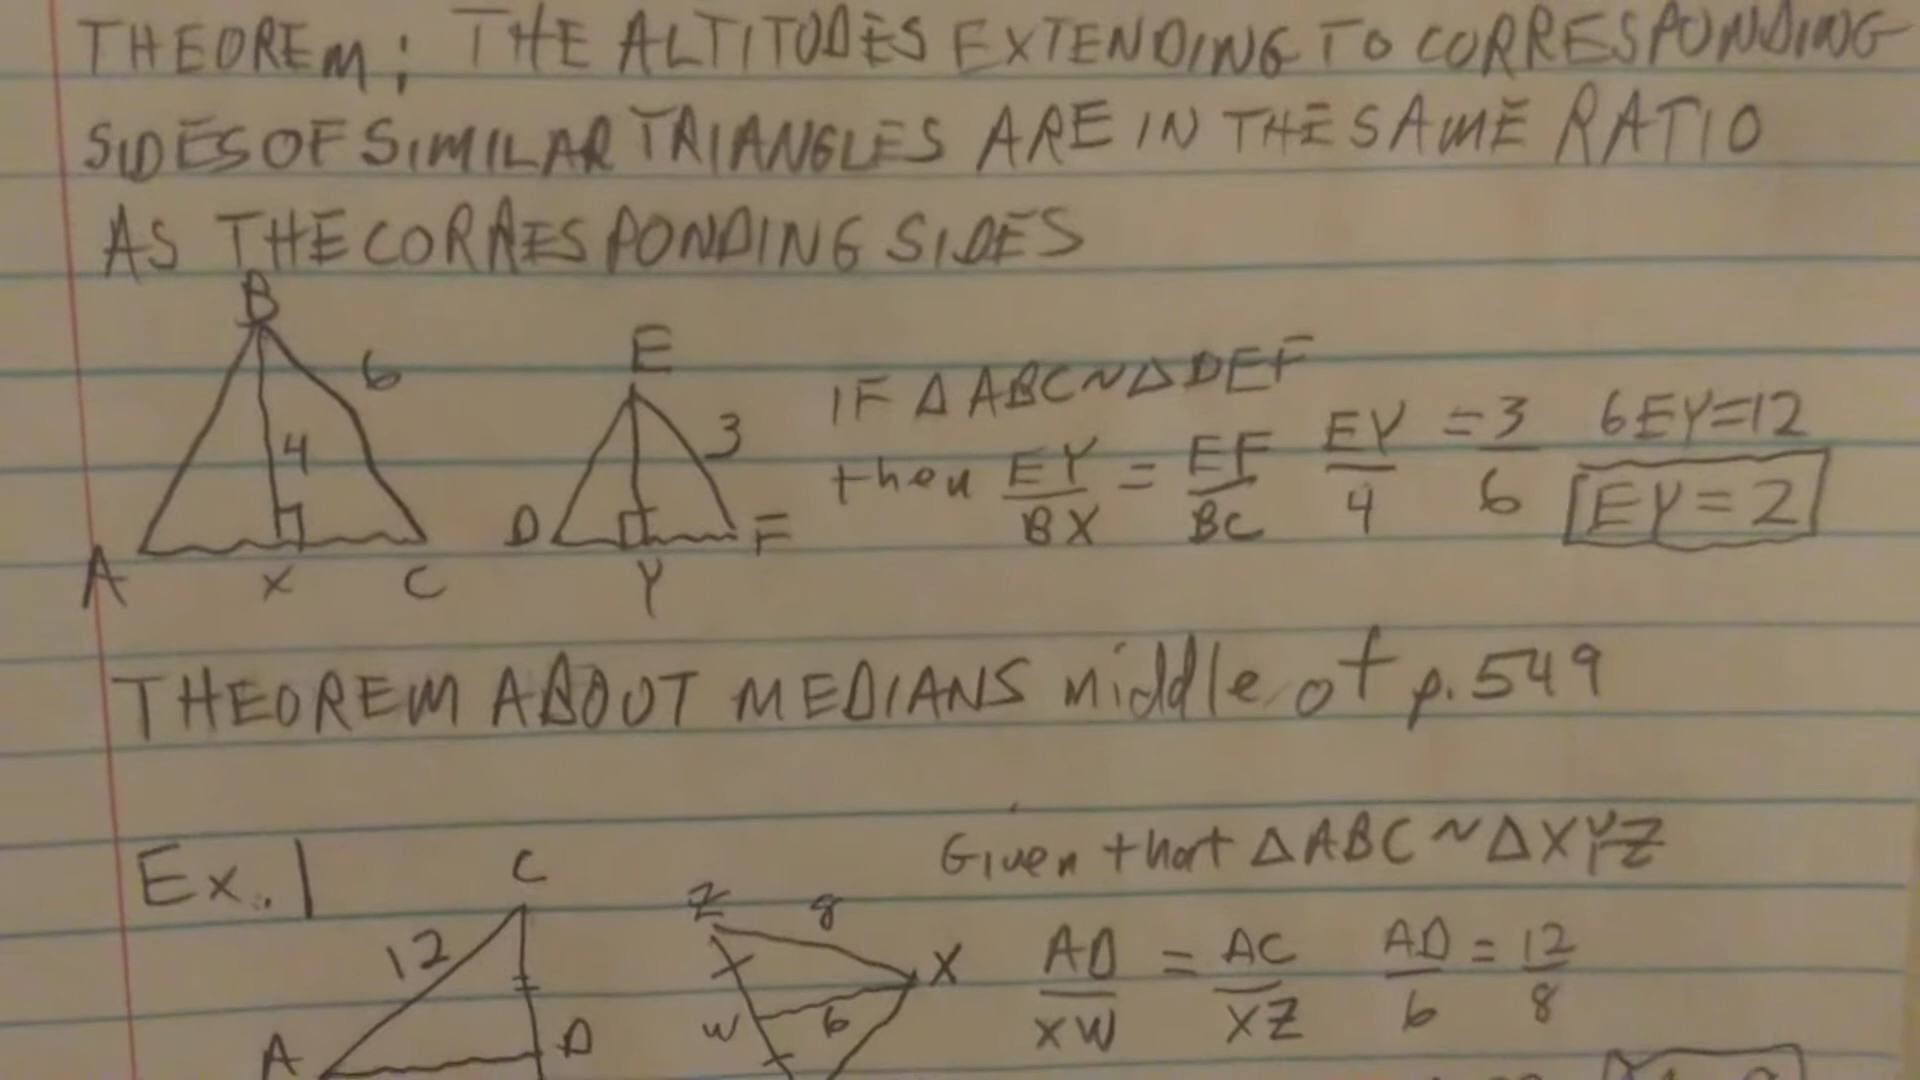 THEOREM; THE ALTITUDES EXTENDING TO CORRESPONDING
SIDES OF SIMILAR TRIANGLES ARE IN THE SAME RATIO
AS THE CORRESPONDING SIDES
B
6
4
A
X
C
E
3
D
F
Y
IF △ABC~△DEF
then EY/BX = EF/BC EY/4 = 3/6 6EY=12
EY=2
THEOREM ABOUT MEDIANS middle of p.549
Ex. 1
Given that △ABC~△XYZ
C
12
A
D
Z
8
X
W
6
AD/XW = AC/XZ AD/6 = 12/8